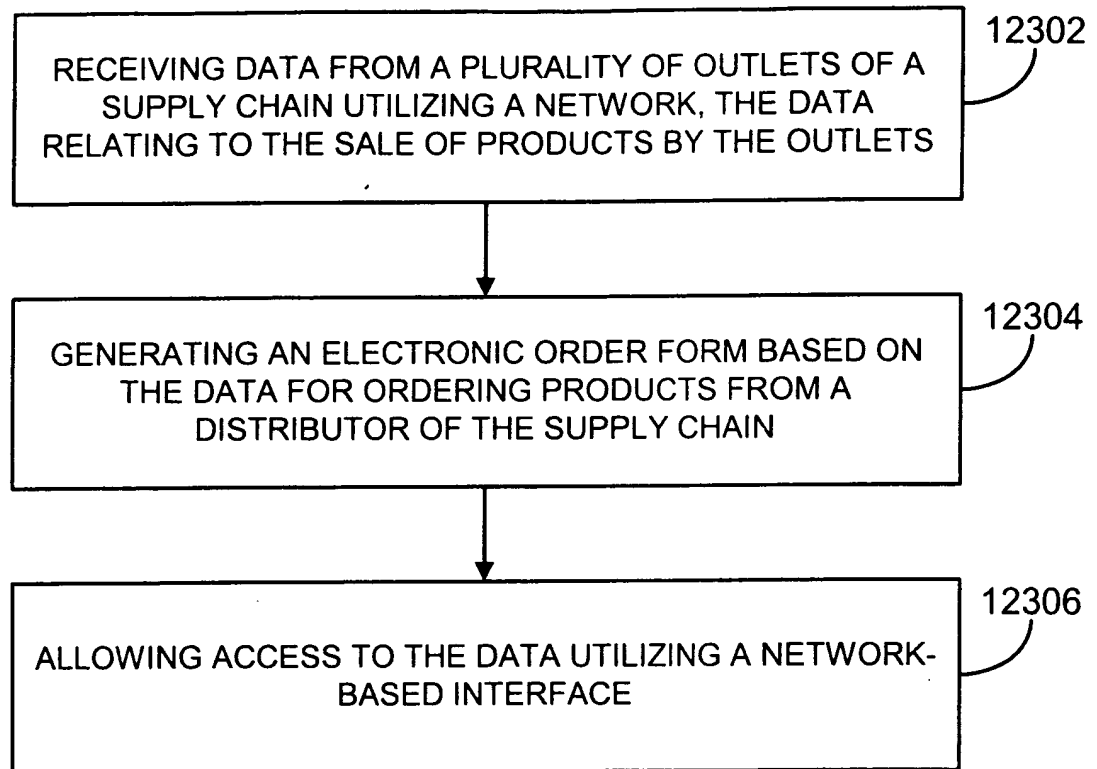 12302
RECEIVING DATA FROM A PLURALITY OF OUTLETS OF A
SUPPLY CHAIN UTILIZING A NETWORK, THE DATA
RELATING TO THE SALE OF PRODUCTS BY THE OUTLETS
12304
GENERATING AN ELECTRONIC ORDER FORM BASED ON
THE DATA FOR ORDERING PRODUCTS FROM A
DISTRIBUTOR OF THE SUPPLY CHAIN
12306
ALLOWING ACCESS TO THE DATA UTILIZING A NETWORK-
BASED INTERFACE